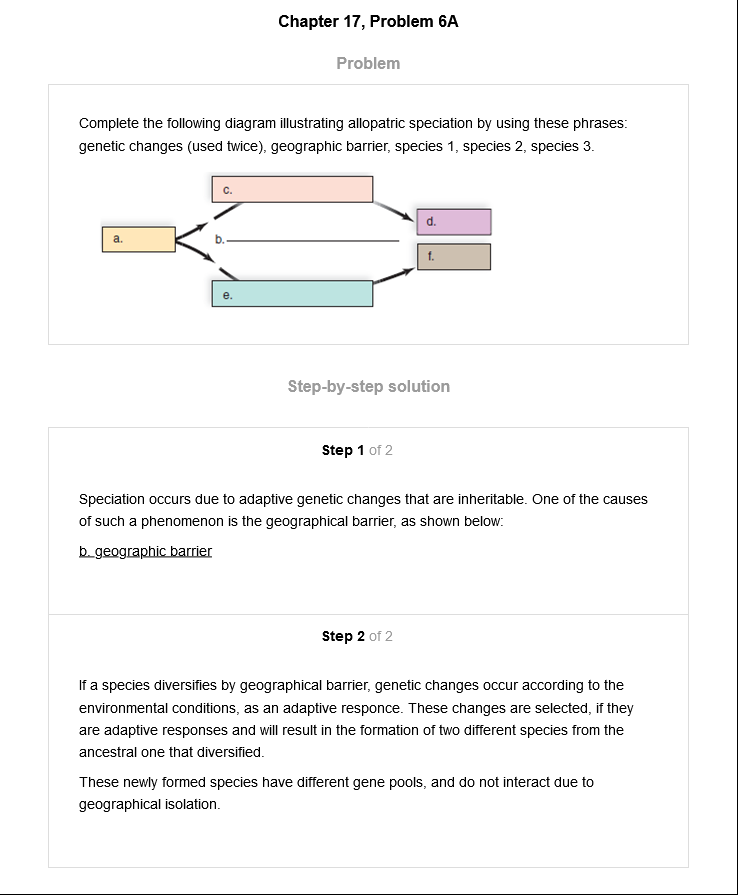 Chapter 17, Problem 6A
Problem
Complete the following diagram illustrating allopatric speciation by using these phrases:
genetic changes (used twice), geographic barrier, species 1, species 2, species 3.
c.
d.
a.
b.
f.
e.
Step-by-step solution
Step 1 of 2
Speciation occurs due to adaptive genetic changes that are inheritable. One of the causes
of such a phenomenon is the geographical barrier, as shown below:
b. geographic barrier
Step 2 of 2
If a species diversifies by geographical barrier, genetic changes occur according to the
environmental conditions, as an adaptive responce. These changes are selected, if they
are adaptive responses and will result in the formation of two different species from the
ancestral one that diversified.
These newly formed species have different gene pools, and do not interact due to
geographical isolation.